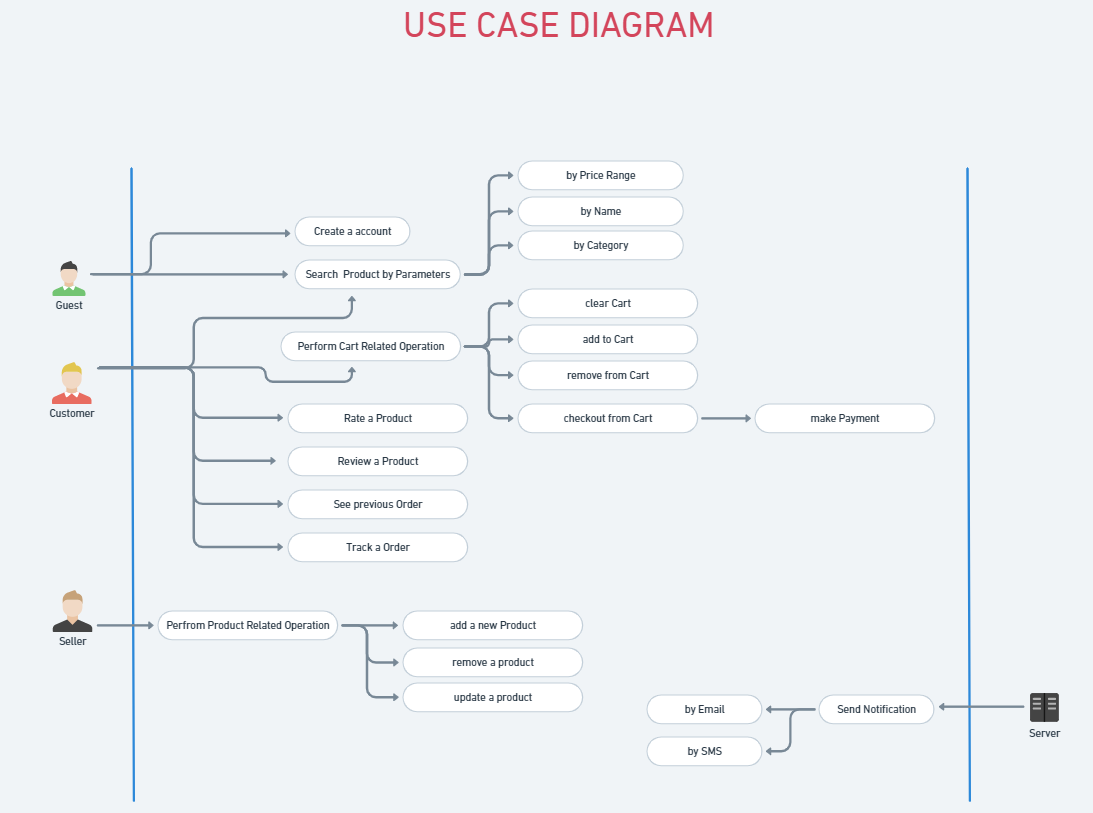 USE CASE DIAGRAM
by Price Range
by Name
Create a account
by Category
Search Product by Parameters
Guest
clear Cart
add to Cart
Perform Cart Related Operation
remove from Cart
Customer
Rate a Product
checkout from Cart
make Payment
Review a Product
See previous Order
Track a Order
Seller
Perfrom Product Related Operation
add a new Product
remove a product
update a product
by Email
Send Notification
Server
by SMS